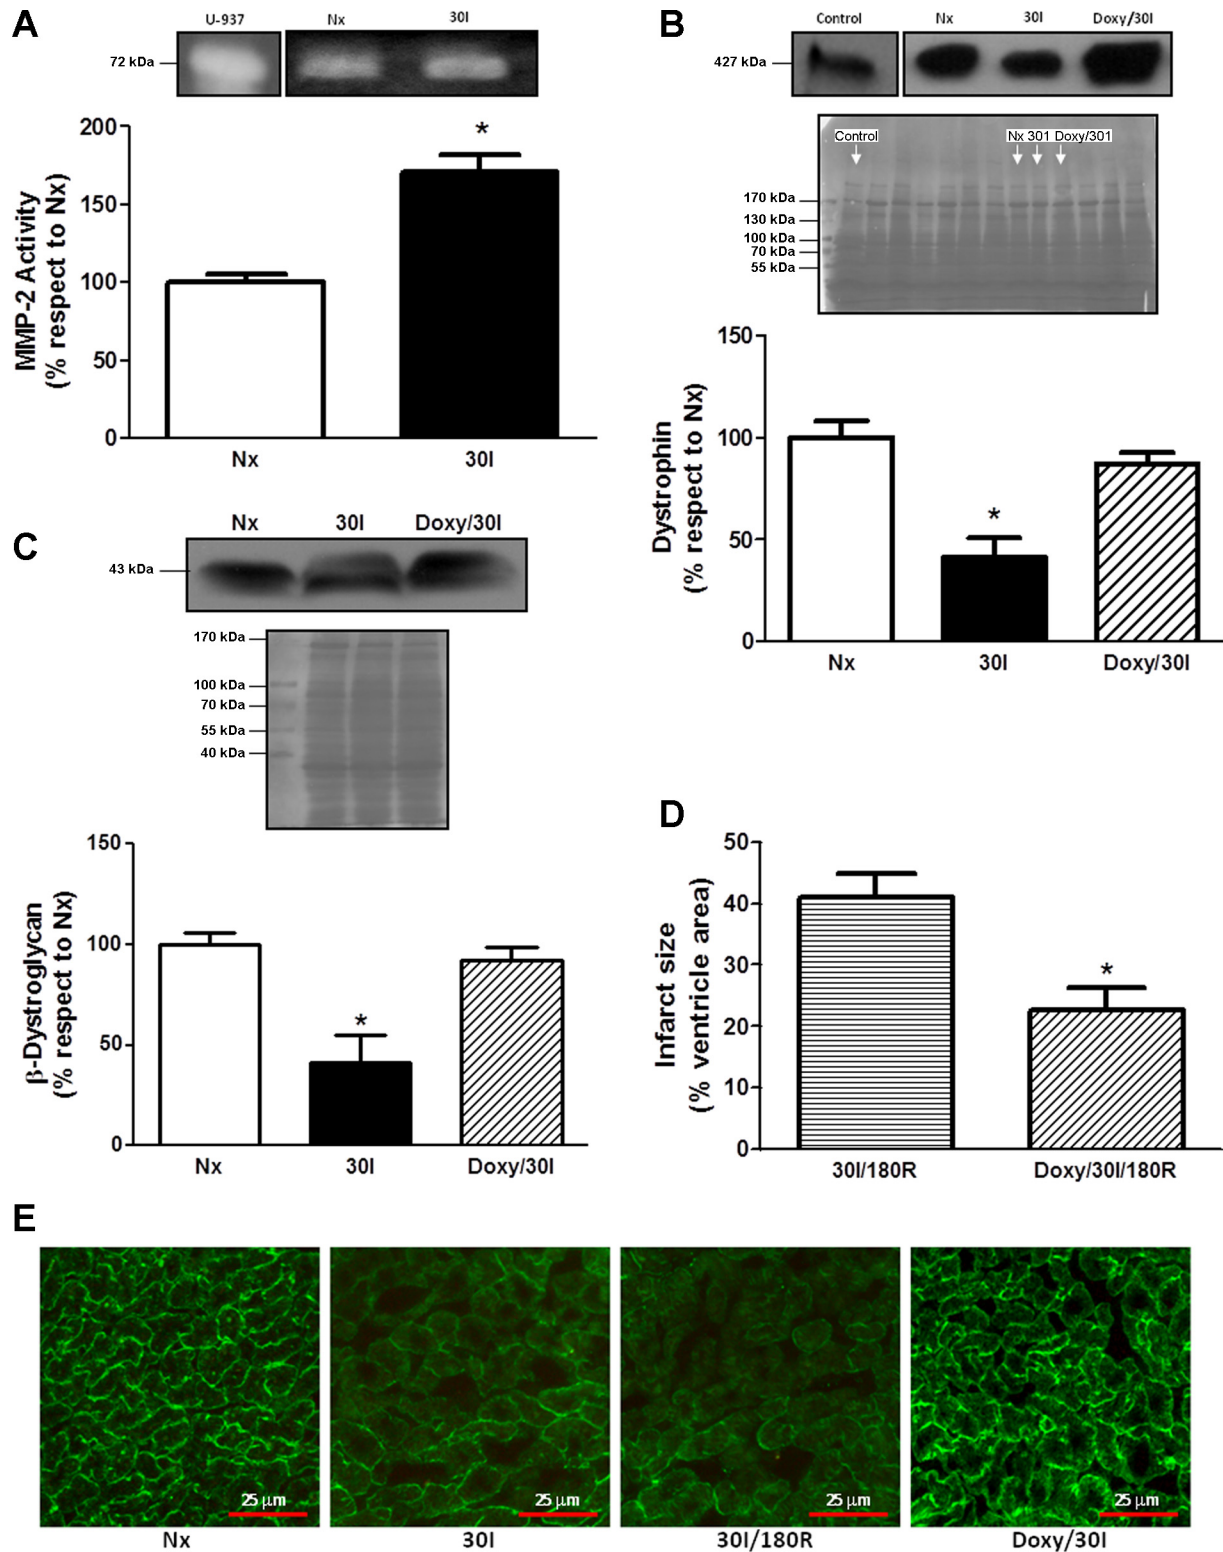 A
U-937 Nx 30I
72 kDa
200
150
100
50
0
MMP-2 Activity
(% respect to Nx)
*
Nx 30I
B
Control Nx 30I Doxy/30I
427 kDa
Control Nx 301 Doxy/301
170 kDa
130 kDa
100 kDa
70 kDa
55 kDa
150
100
50
0
Dystrophin
(% respect to Nx)
*
Nx 30I Doxy/30I
C
Nx 30I Doxy/30I
43 kDa
170 kDa
100 kDa
70 kDa
55 kDa
40 kDa
150
100
50
0
β-Dystroglycan
(% respect to Nx)
*
Nx 30I Doxy/30I
D
50
40
30
20
10
0
Infarct size
(% ventricle area)
*
30I/180R Doxy/30I/180R
E
25 μm 25 μm 25 μm 25 μm
Nx 30I 30I/180R Doxy/30I